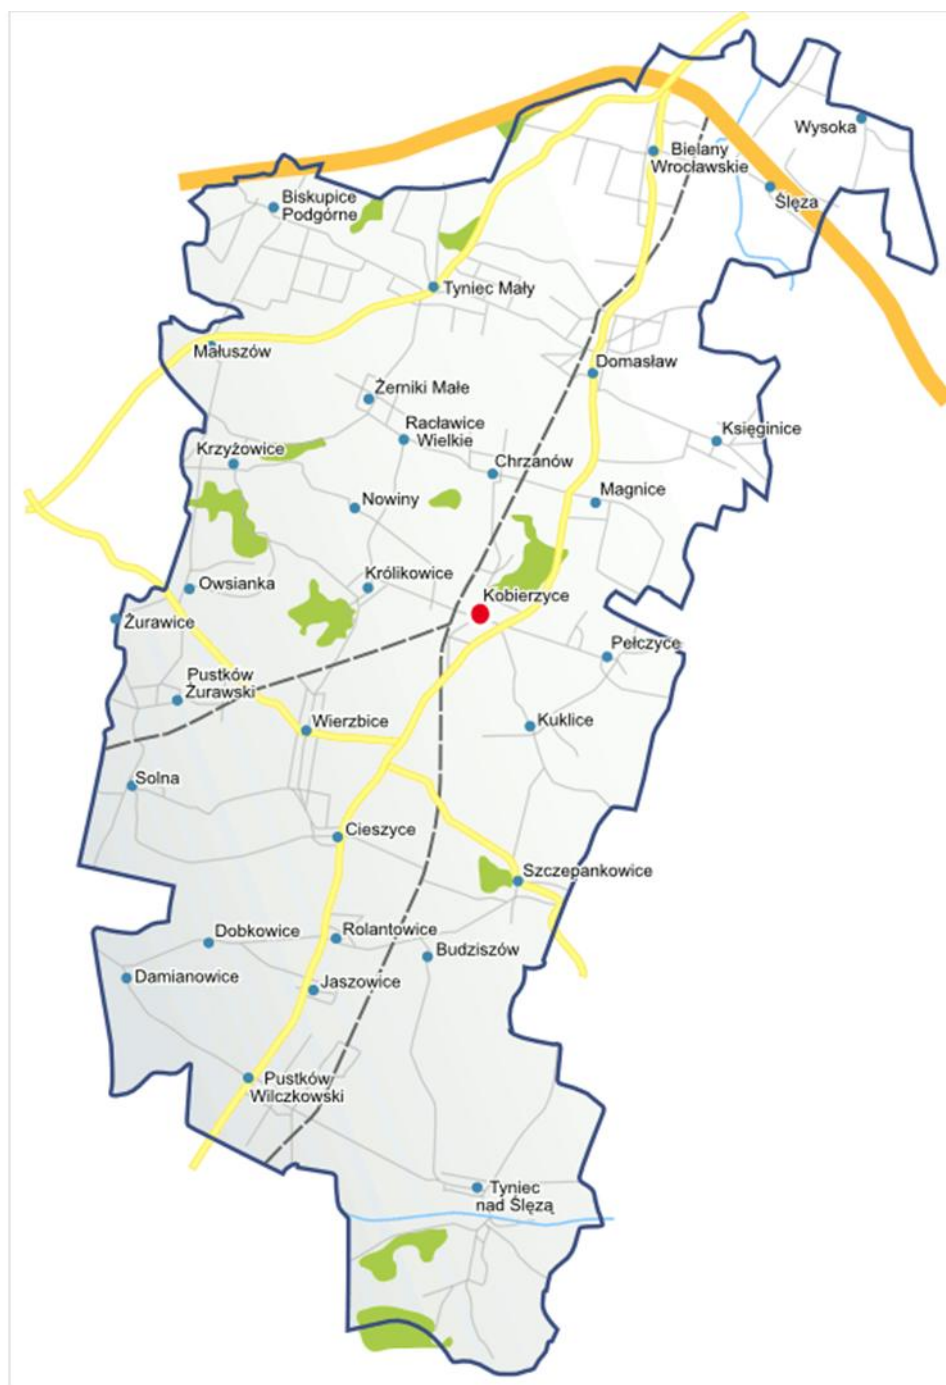 Wysoka
Bielany
Wrocławskie
Ślęza
Biskupice
Podgórne
Tyniec Mały
Małuszów
Domasław
Żerniki Małe
Racławice
Wielkie
Księginice
Krzyżowice
Chrzanów
Magnice
Nowiny
Królikowice
Owsianka
Kobierzyce
Żurawice
Pełczyce
Pustków
Żurawski
Wierzbice
Kuklice
Solna
Cieszyce
Szczepankowice
Dobkowice
Rolantowice
Budziszów
Damianowice
Jaszowice
Pustków
Wilczkowski
Tyniec
nad Ślęzą